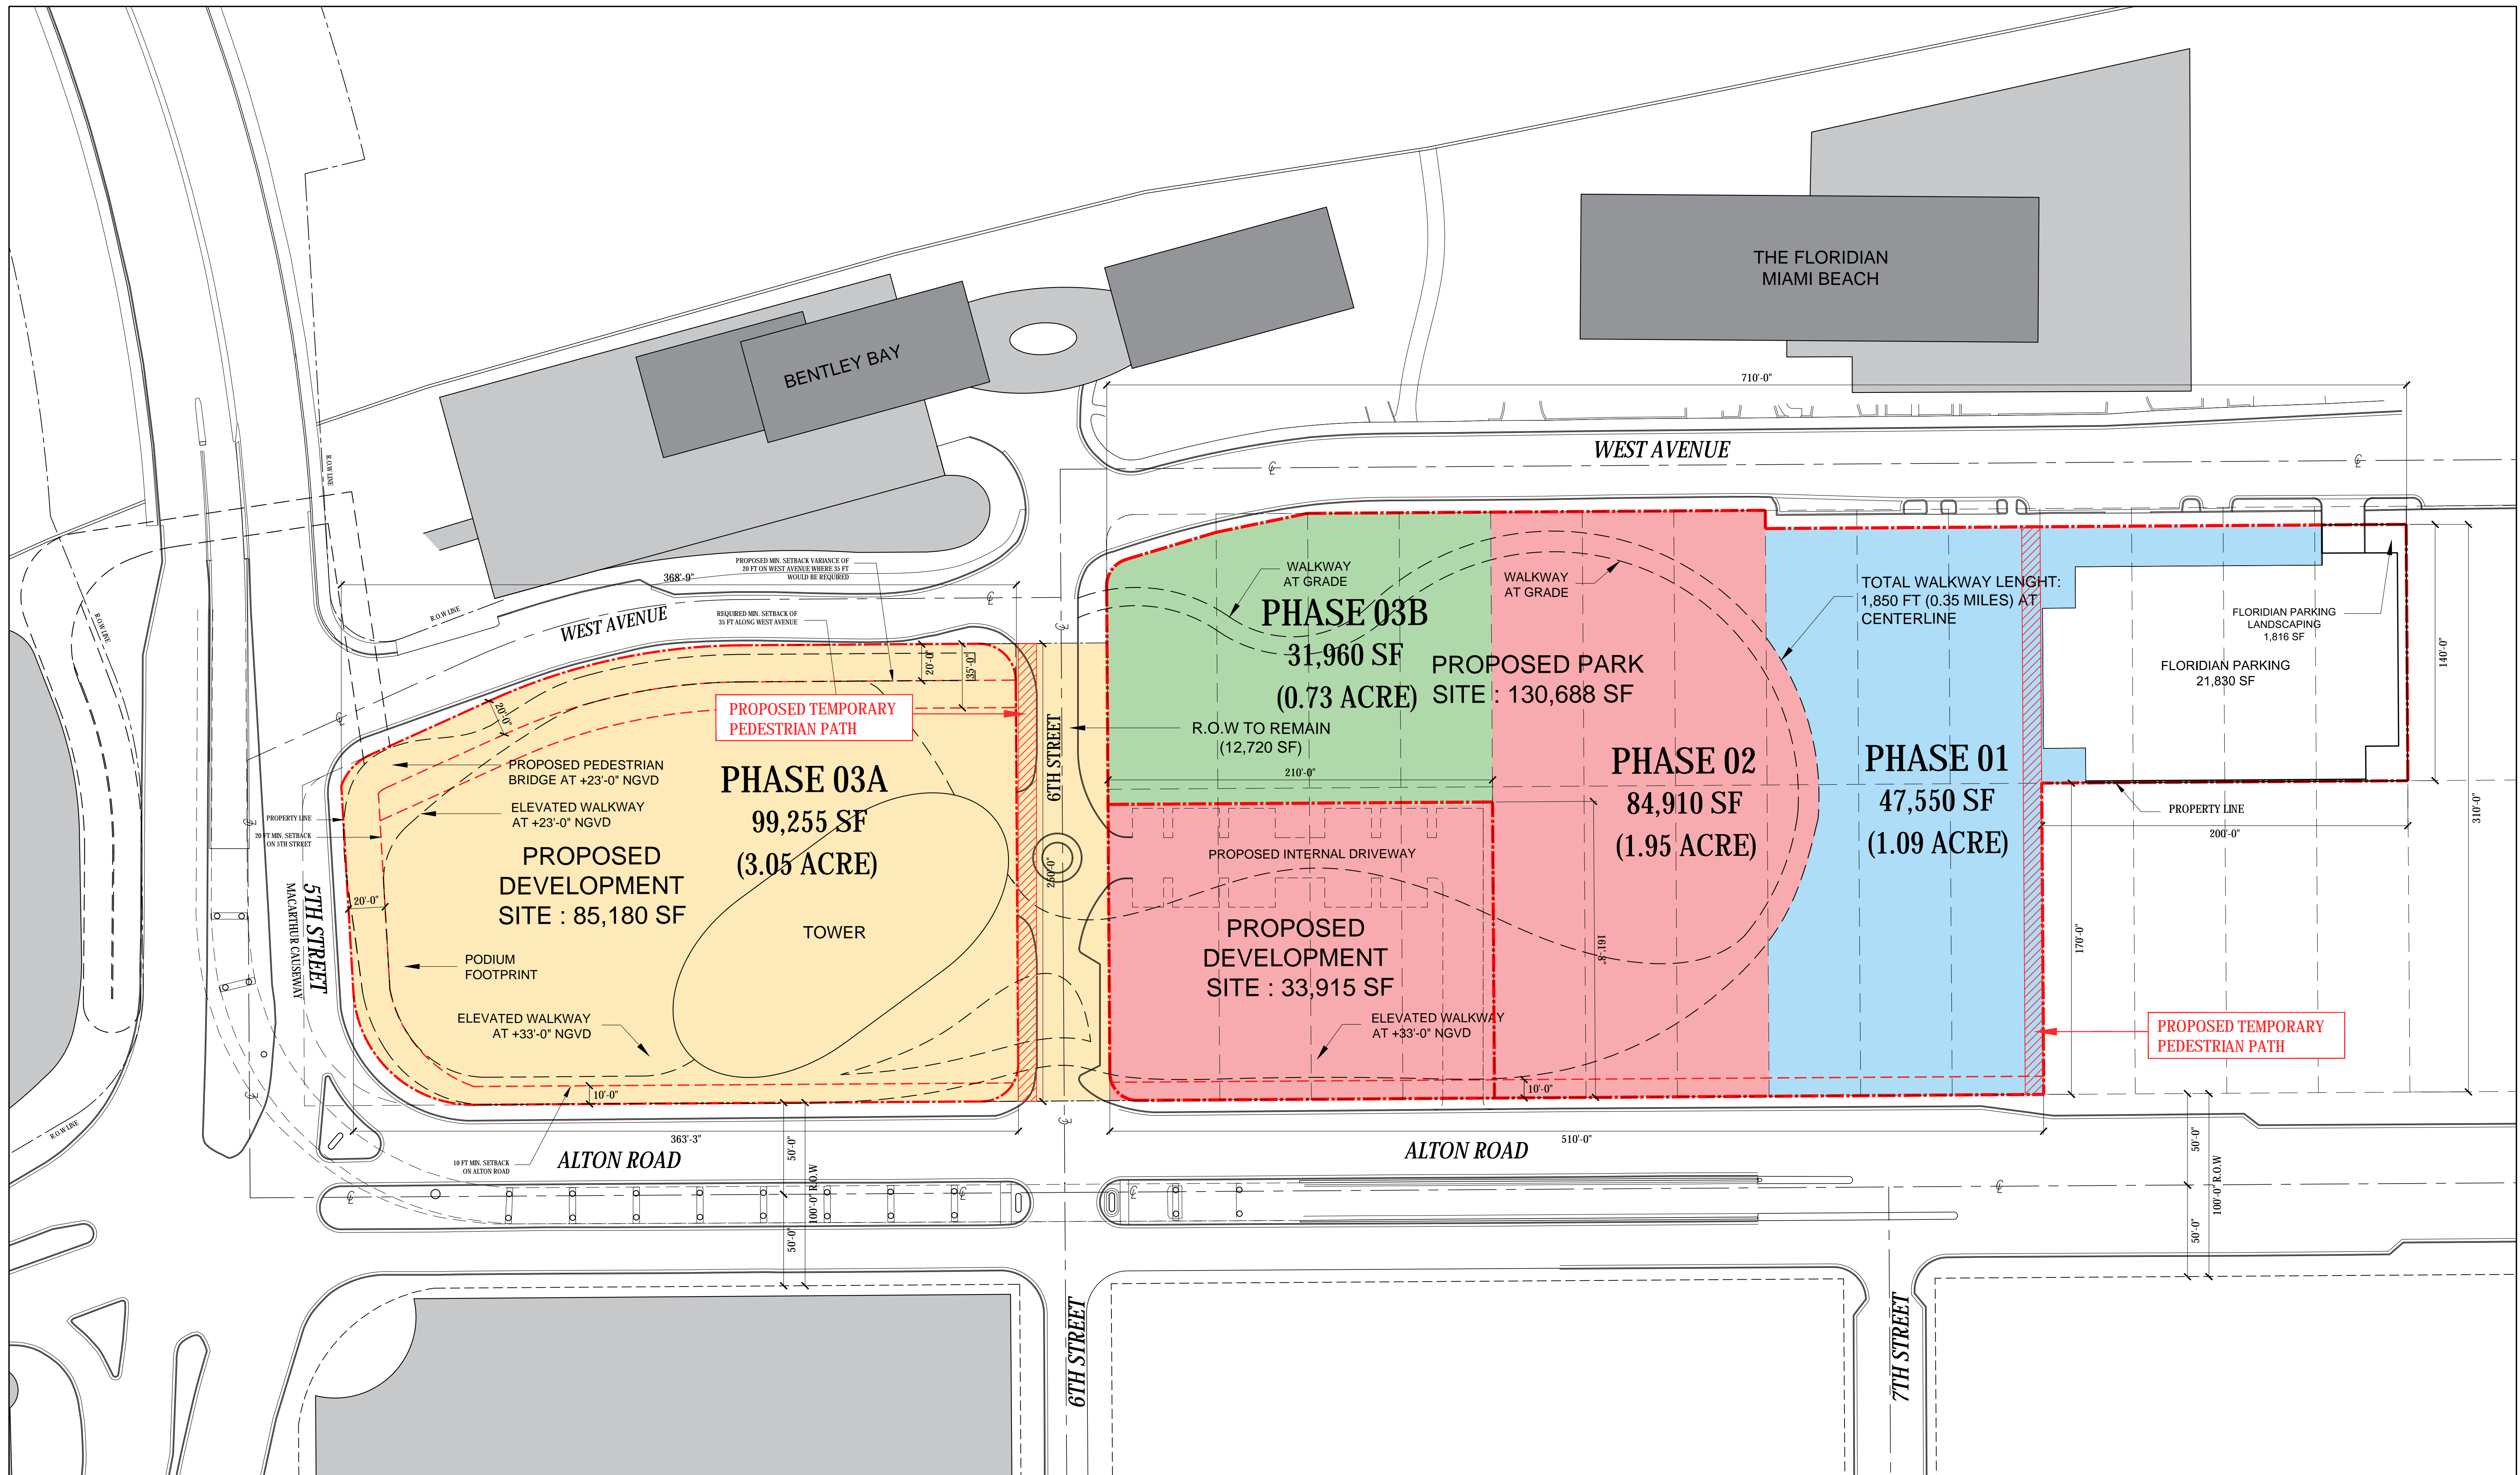 THE FLORIDIAN
MIAMI BEACH
BENTLEY BAY
710'-0"
WEST AVENUE
R.O.W LINE
R.O.W LINE
PROPOSED MIN. SETBACK VARIANCE OF
20 FT ON WEST AVENUE WHERE 35 FT
WOULD BE REQUIRED
368'-9"
R.O.W LINE
WEST AVENUE
REQUIRED MIN. SETBACK OF
35 FT ALONG WEST AVENUE
20'-0"
35'-0"
20'-0"
PROPOSED TEMPORARY
PEDESTRIAN PATH
WALKWAY
AT GRADE
WALKWAY
AT GRADE
PHASE 03B
31,960 SF
(0.73 ACRE)
PROPOSED PARK
SITE : 130,688 SF
TOTAL WALKWAY LENGHT:
1,850 FT (0.35 MILES) AT
CENTERLINE
FLORIDIAN PARKING
LANDSCAPING
1,816 SF
FLORIDIAN PARKING
21,830 SF
140'-0"
310'-0"
R.O.W TO REMAIN
(12,720 SF)
6TH STREET
210'-0"
PROPOSED PEDESTRIAN
BRIDGE AT +23'-0" NGVD
ELEVATED WALKWAY
AT +23'-0" NGVD
PHASE 03A
99,255 SF
(3.05 ACRE)
PHASE 02
84,910 SF
(1.95 ACRE)
PHASE 01
47,550 SF
(1.09 ACRE)
PROPERTY LINE
200'-0"
PROPERTY LINE
20 FT MIN. SETBACK
ON 5TH STREET
PROPOSED
DEVELOPMENT
SITE : 85,180 SF
250'-0"
PROPOSED INTERNAL DRIVEWAY
20'-0"
5TH STREET
MACARTHUR CAUSEWAY
TOWER
PROPOSED
DEVELOPMENT
SITE : 33,915 SF
161'-8"
170'-0"
PODIUM
FOOTPRINT
ELEVATED WALKWAY
AT +33'-0" NGVD
ELEVATED WALKWAY
AT +33'-0" NGVD
PROPOSED TEMPORARY
PEDESTRIAN PATH
10'-0"
10'-0"
R.O.W LINE
363'-3"
510'-0"
10 FT MIN. SETBACK
ON ALTON ROAD
ALTON ROAD
ALTON ROAD
50'-0"
100'-0" R.O.W
50'-0"
50'-0"
100'-0" R.O.W
50'-0"
6TH STREET
7TH STREET